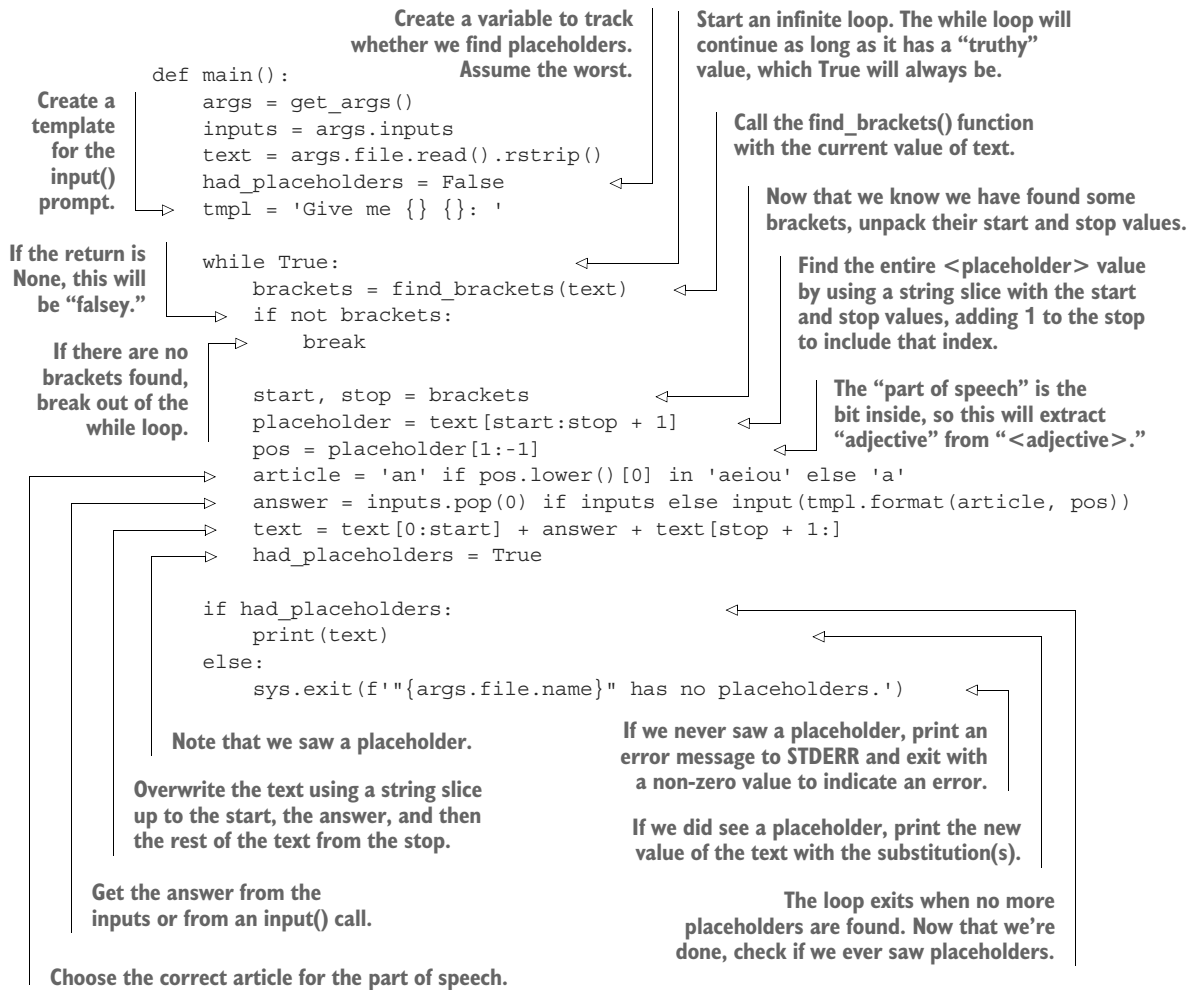 Create a variable to track
whether we find placeholders.
Assume the worst.
Start an infinite loop. The while loop will
continue as long as it has a “truthy”
value, which True will always be.
def main():
    args = get_args()
    inputs = args.inputs
    text = args.file.read().rstrip()
    had_placeholders = False
    tmpl = 'Give me {} {}: '
Create a
template
for the
input()
prompt.
Call the find_brackets() function
with the current value of text.
Now that we know we have found some
brackets, unpack their start and stop values.
If the return is
None, this will
be “falsey.”
    while True:
        brackets = find_brackets(text)
        if not brackets:
            break
Find the entire <placeholder> value
by using a string slice with the start
and stop values, adding 1 to the stop
to include that index.
If there are no
brackets found,
break out of the
while loop.
        start, stop = brackets
        placeholder = text[start:stop + 1]
        pos = placeholder[1:-1]
        article = 'an' if pos.lower()[0] in 'aeiou' else 'a'
        answer = inputs.pop(0) if inputs else input(tmpl.format(article, pos))
        text = text[0:start] + answer + text[stop + 1:]
        had_placeholders = True
The “part of speech” is the
bit inside, so this will extract
“adjective” from “<adjective>.”
    if had_placeholders:
        print(text)
    else:
        sys.exit(f'"{args.file.name}" has no placeholders.')
Note that we saw a placeholder.
If we never saw a placeholder, print an
error message to STDERR and exit with
a non-zero value to indicate an error.
Overwrite the text using a string slice
up to the start, the answer, and then
the rest of the text from the stop.
If we did see a placeholder, print the new
value of the text with the substitution(s).
Get the answer from the
inputs or from an input() call.
The loop exits when no more
placeholders are found. Now that we're
done, check if we ever saw placeholders.
Choose the correct article for the part of speech.